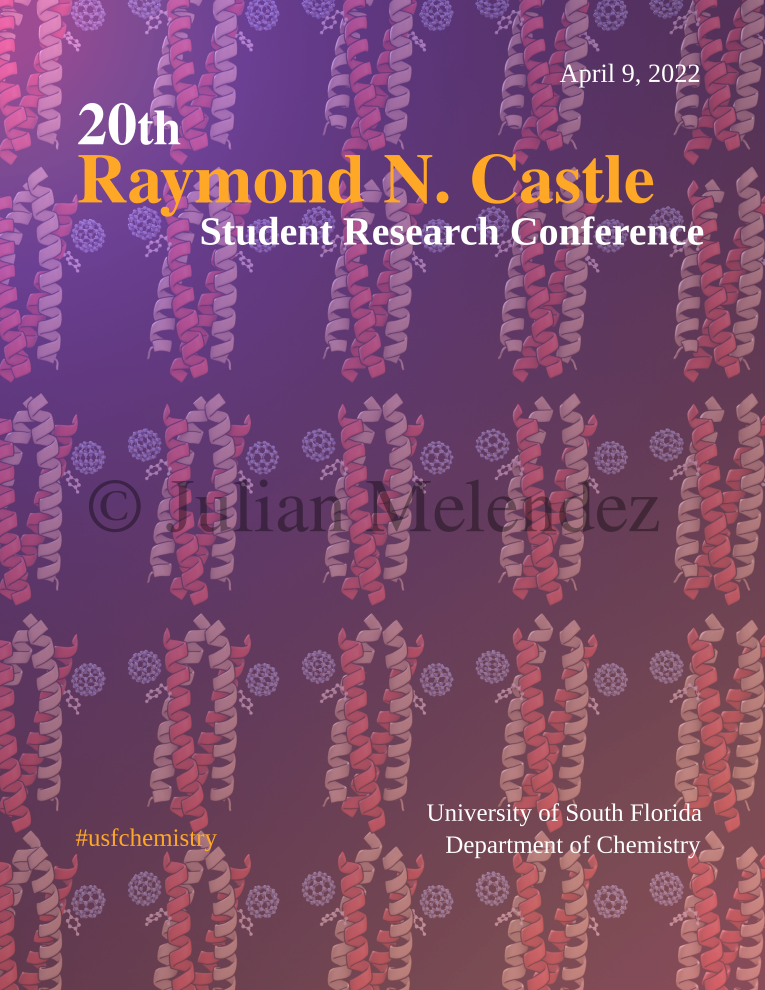 April 9, 2022
20th
Raymond N. Castle
Student Research Conference
© Julian Melendez
University of South Florida
#usfchemistry
Department of Chemistry